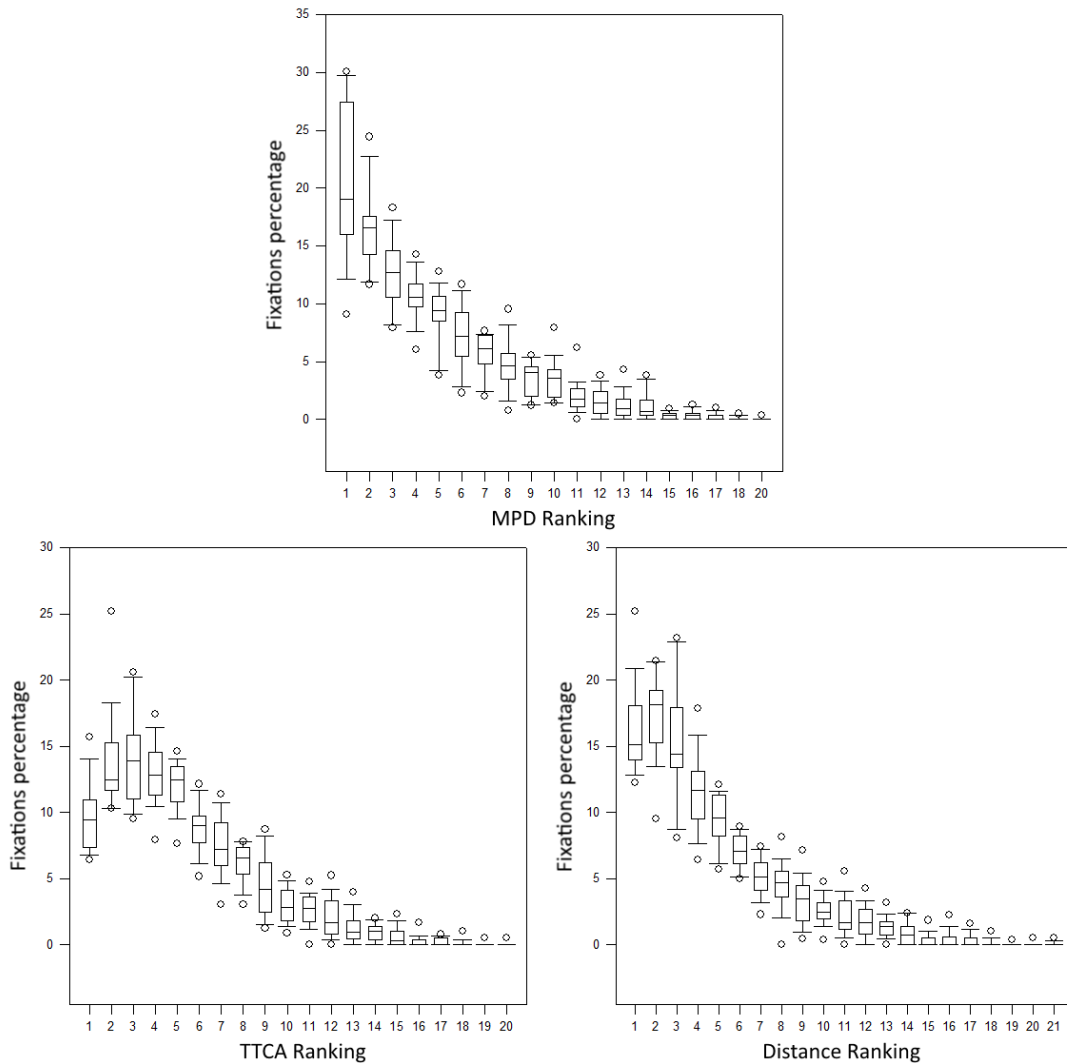 35
30
25
20
15
10
5
0
Fixations percentage
1 2 3 4 5 6 7 8 9 10 11 12 13 14 15 16 17 18 20
MPD Ranking
30
25
20
15
10
5
0
Fixations percentage
1 2 3 4 5 6 7 8 9 10 11 12 13 14 15 16 17 18 19 20
TTCA Ranking
30
25
20
15
10
5
0
Fixations percentage
1 2 3 4 5 6 7 8 9 10 11 12 13 14 15 16 17 18 19 20 21
Distance Ranking